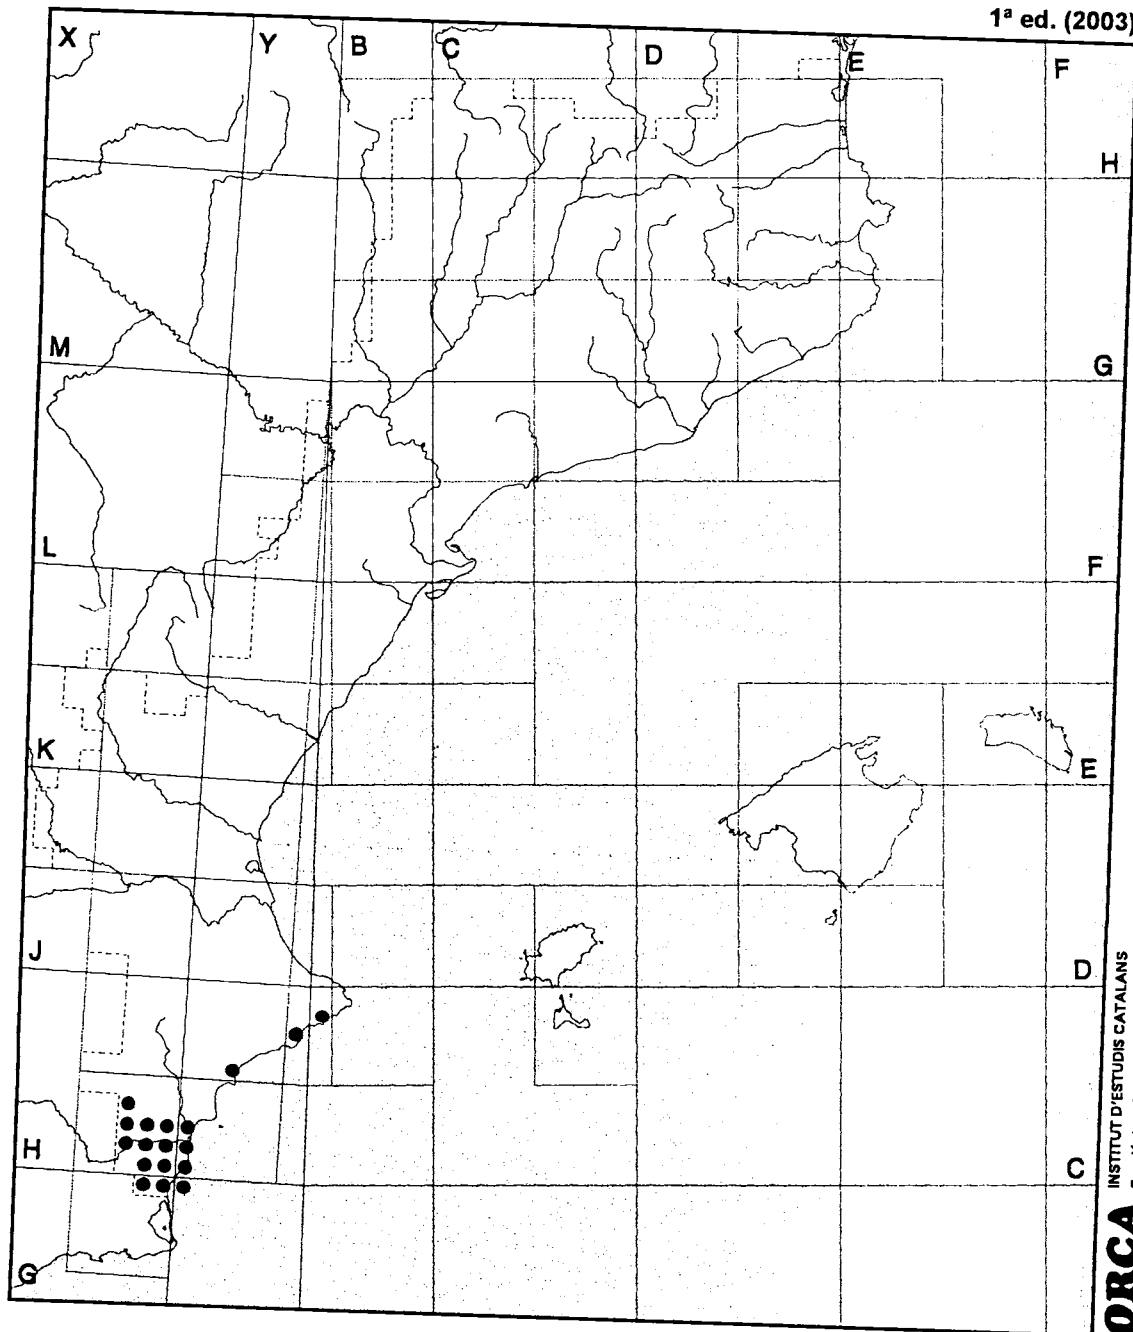 1ª ed. (2003)
X Y B C D E F
H
M G
L F
K E
J D
H C
G
INSTITUT D'ESTUDIS CATALANS
ORCA